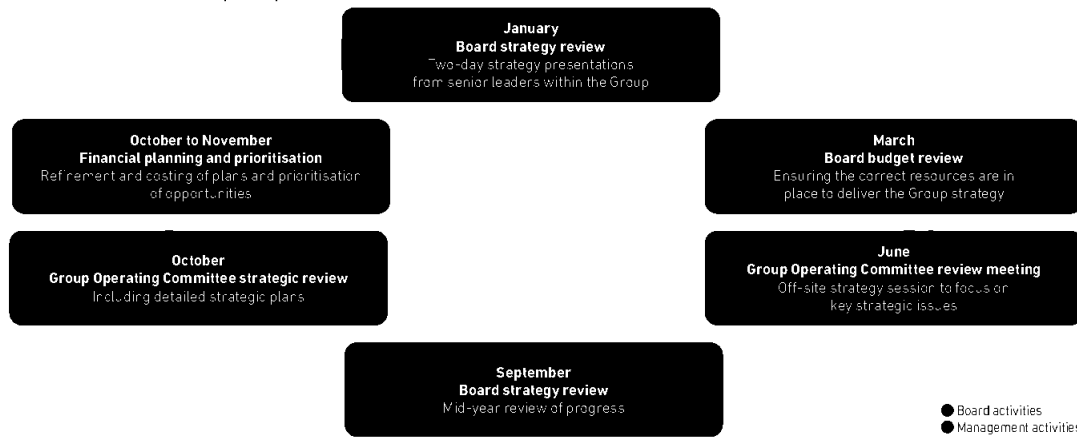 January
Board strategy review
Two-day strategy presentations
from senior leaders within the Group
October to November
Financial planning and prioritisation
Refinement and costing of plans and prioritisation
of opportunities
March
Board budget review
Ensuring the correct resources are in
place to deliver the Group strategy
October
Group Operating Committee strategic review
Including detailed strategic plans
June
Group Operating Committee review meeting
Off-site strategy session to focus on
key strategic issues
September
Board strategy review
Mid-year review of progress
Board activities
Management activities